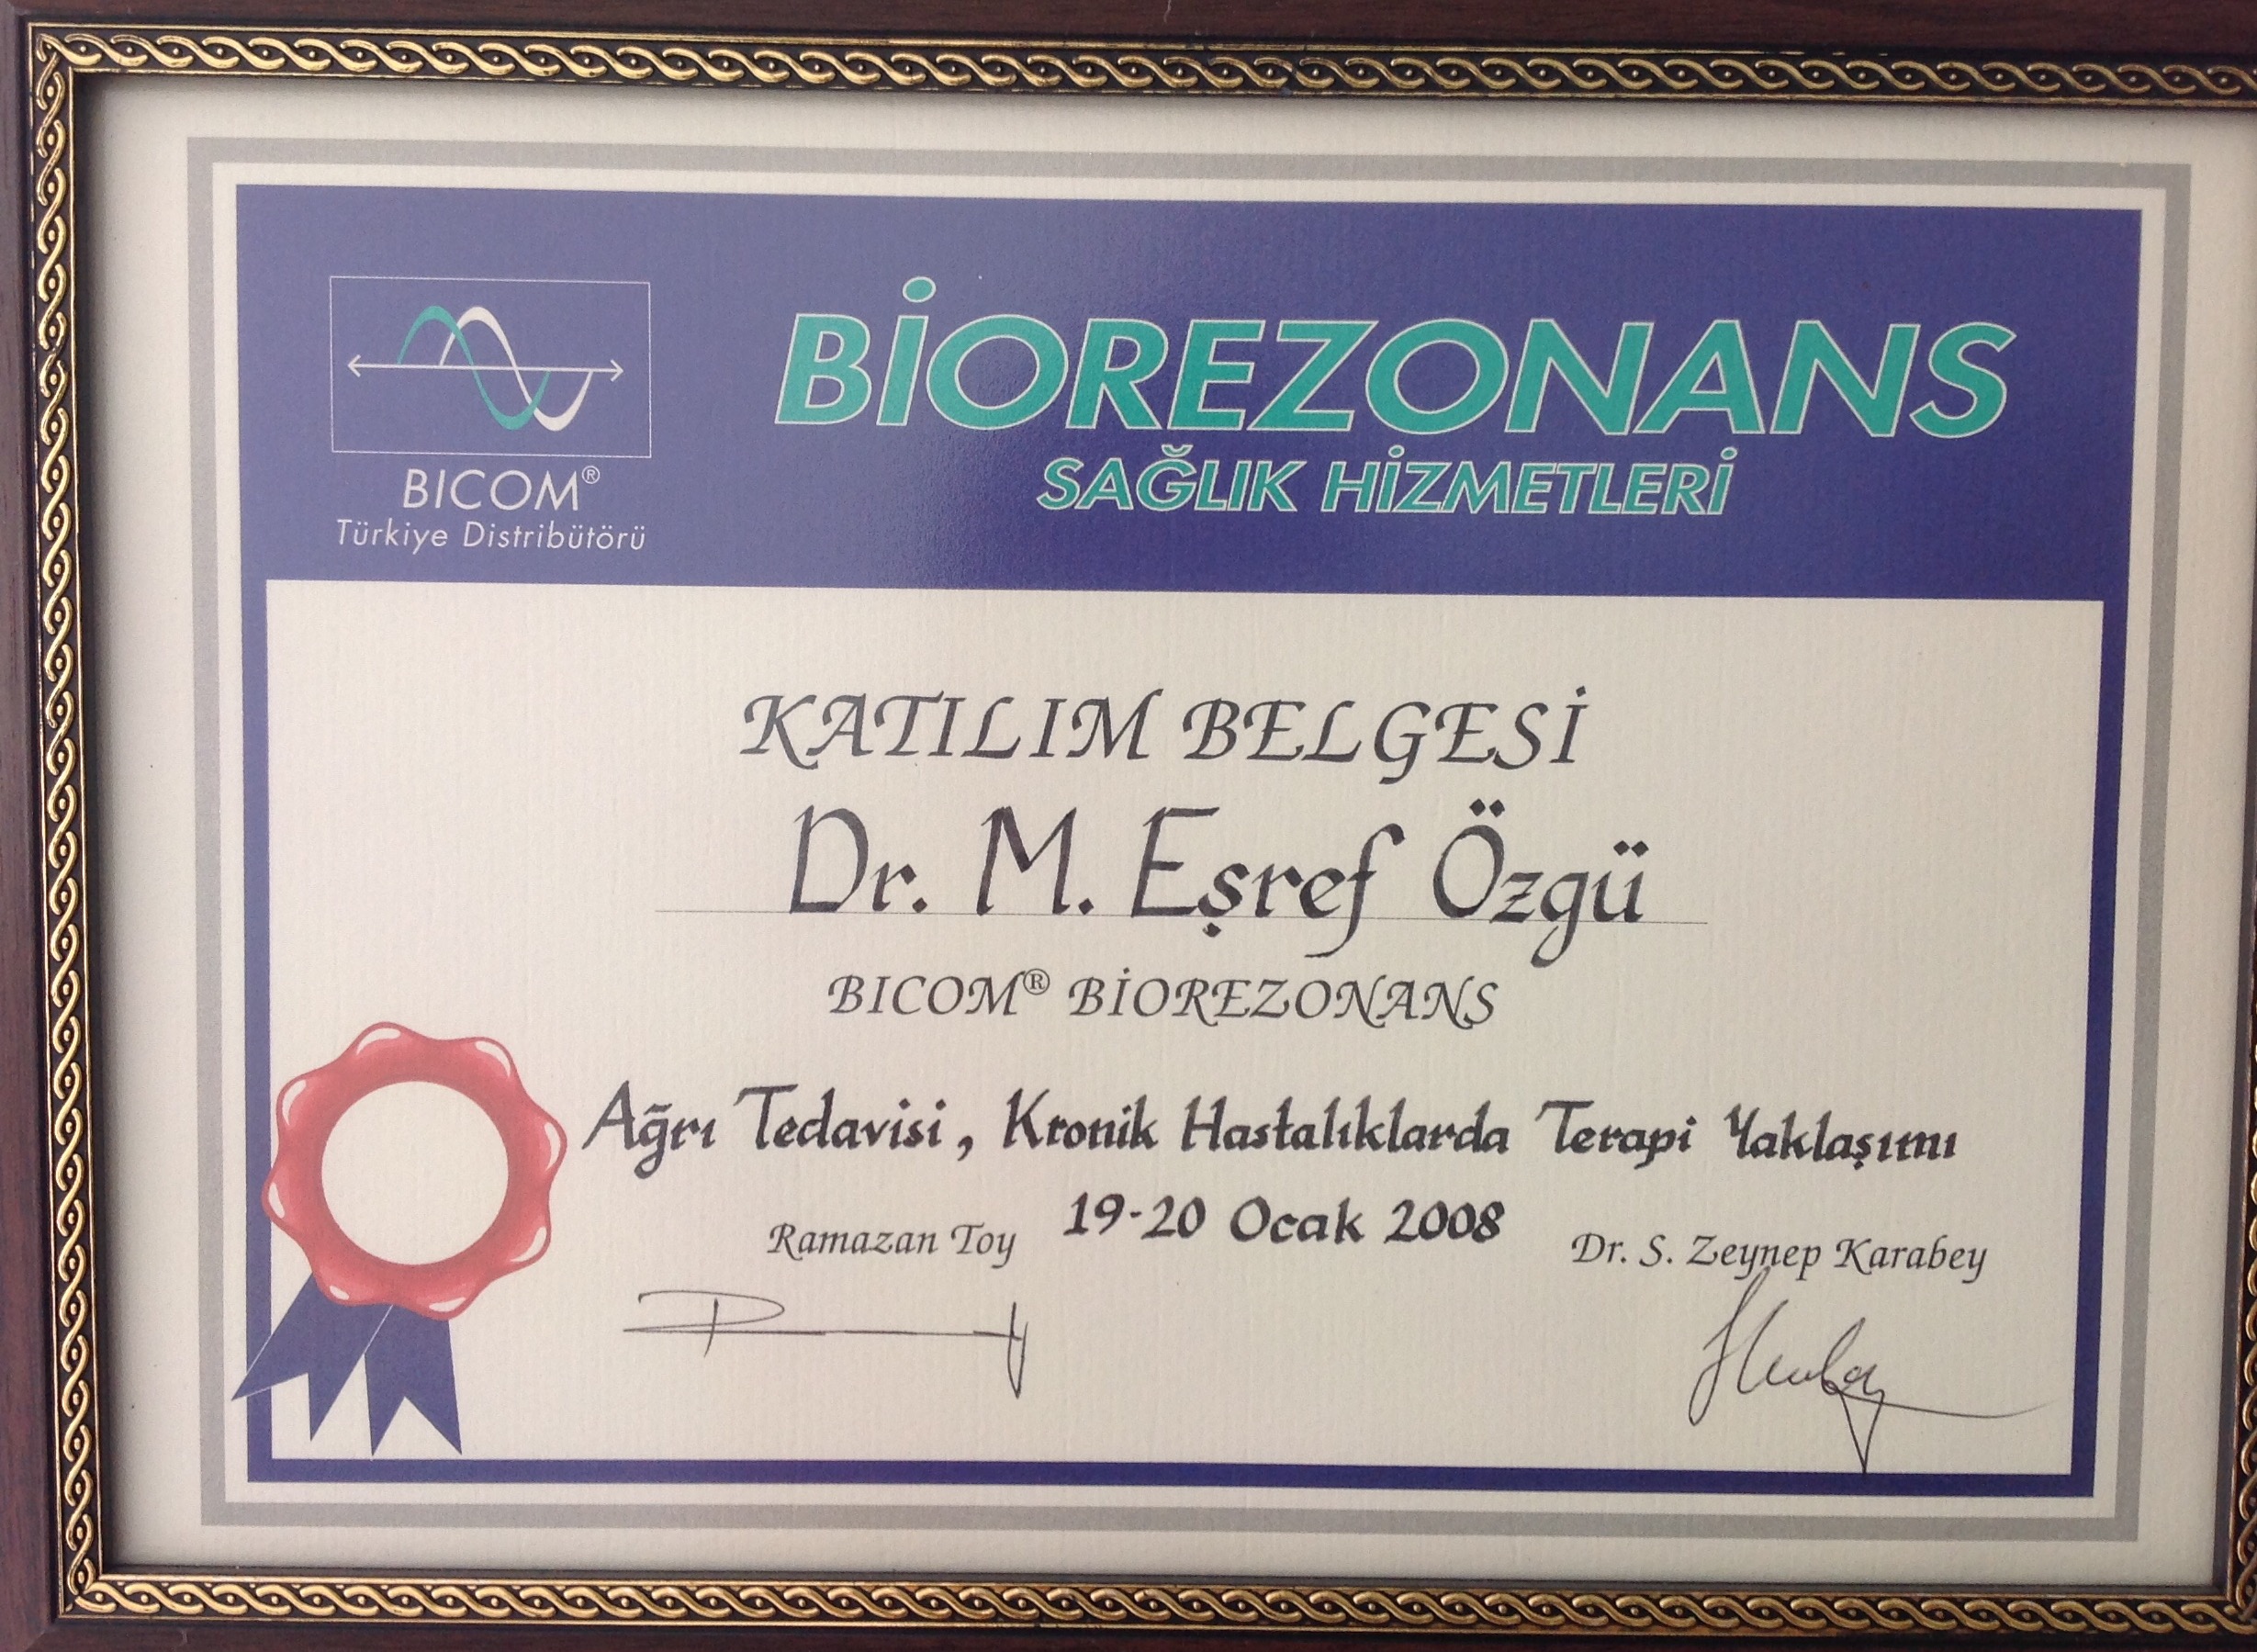 BİOREZONANS
SAĞLIK HİZMETLERİ
BICOM®
Türkiye Distribütörü
KATILIM BELGESİ
Dr. M. Eşref Özgü
BICOM® BİOREZONANS
Ağrı Tedavisi, Kronik Hastalıklarda Terapi Yaklaşımı
19-20 Ocak 2008
Ramazan Toy
Dr. S. Zeynep Karabey